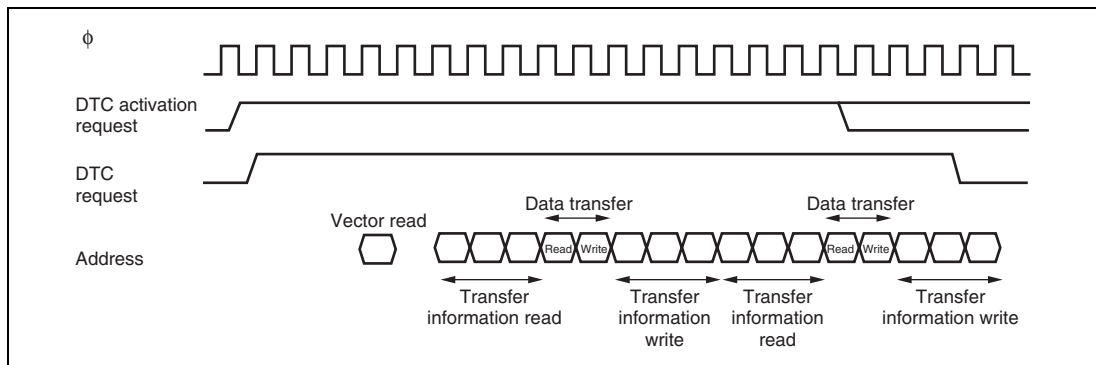 ϕ
DTC activation
request
DTC
request
Data transfer
Data transfer
Vector read
Address
Read
Write
Read
Write
Transfer
information read
Transfer
information
write
Transfer
information
read
Transfer
information write